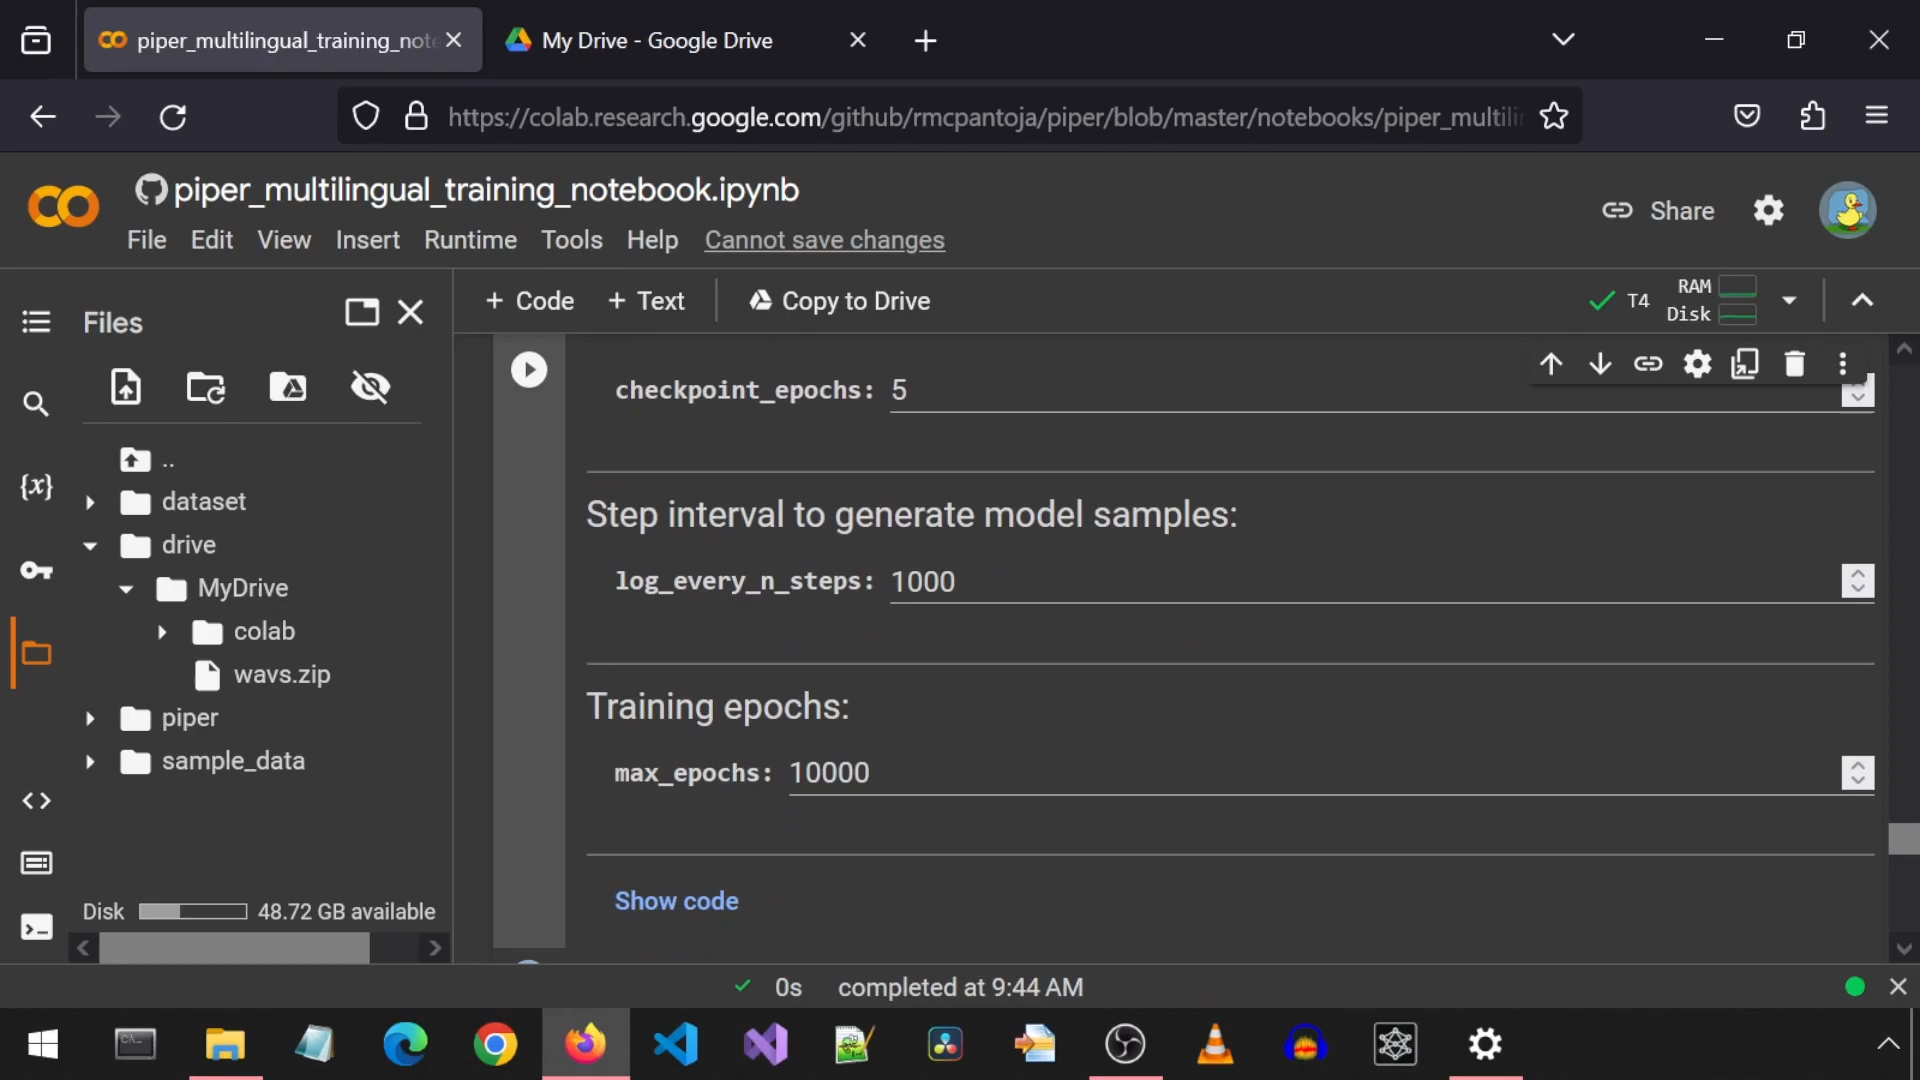 piper_multilingual_training_not
My Drive - Google Drive
https://colab.research.google.com/github/rmcpantoja/piper/blob/master/notebooks/piper_multili
piper_multilingual_training_notebook.ipynb
Share
File Edit View Insert Runtime Tools Help Cannot save changes
Files
+ Code + Text Copy to Drive
T4 RAM
Disk
checkpoint_epochs: 5
..
dataset
Step interval to generate model samples:
drive
log_every_n_steps: 1000
MyDrive
colab
wavs.zip
Training epochs:
piper
sample_data
max_epochs: 10000
Show code
Disk 48.72 GB available
0s completed at 9:44 AM